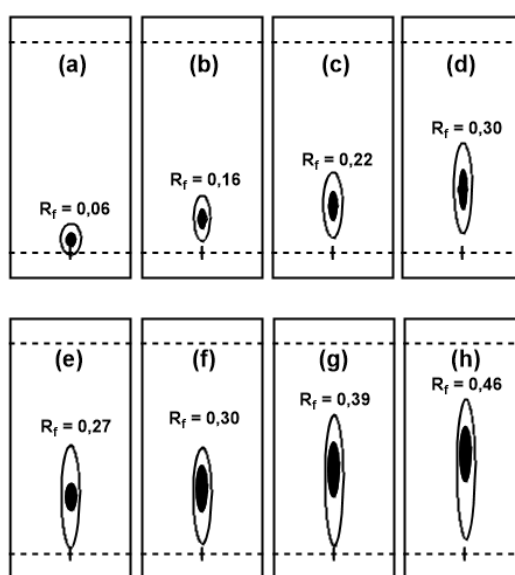 (a) (b) (c) (d)
R_f = 0,06 R_f = 0,16 R_f = 0,22 R_f = 0,30
(e) (f) (g) (h)
R_f = 0,27 R_f = 0,30 R_f = 0,39 R_f = 0,46